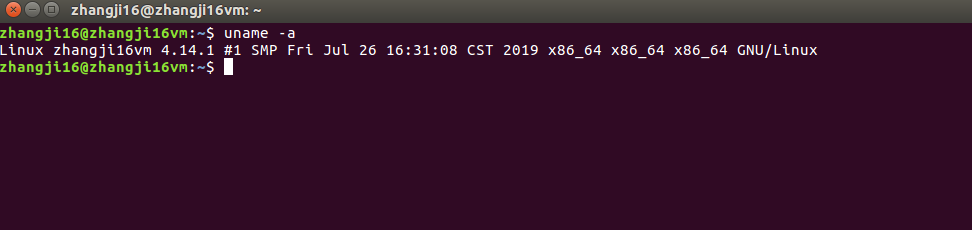 zhangji16@zhangji16vm: ~
zhangji16@zhangji16vm:~$ uname -a
Linux zhangji16vm 4.14.1 #1 SMP Fri Jul 26 16:31:08 CST 2019 x86_64 x86_64 x86_64 GNU/Linux
zhangji16@zhangji16vm:~$